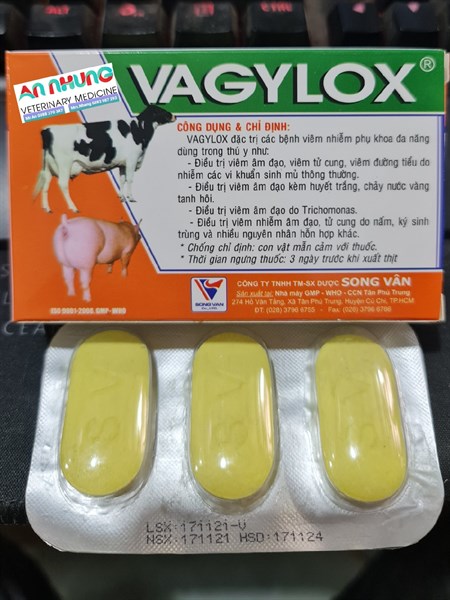 AN NHUNG
VETERINARY MEDICINE
VAGYLOX®
CÔNG DỤNG & CHỈ ĐỊNH:
VAGYLOX đặc trị các bệnh viêm nhiễm phụ khoa đa năng
dùng trong thú y như:
- Điều trị viêm âm đạo, viêm tử cung, viêm đường tiểu do
nhiễm các vi khuẩn sinh mủ thông thường.
- Điều trị viêm âm đạo kèm huyết trắng, chảy nước vàng
tanh hôi.
- Điều trị viêm âm đạo do Trichomonas.
- Điều trị viêm nhiễm âm đạo, tử cung do nấm, ký sinh
trùng và nhiều nguyên nhân hỗn hợp khác.
* Chống chỉ định: con vật mẫn cảm với thuốc.
* Thời gian ngưng thuốc: 3 ngày trước khi xuất thịt
SONG VÂN
CÔNG TY TNHH TM-SX DƯỢC SONG VÂN
Sản xuất tại: Nhà máy GMP - WHO - CCN Tân Phú Trung
274 Hồ Văn Tắng, Xã Tân Phú Trung, Huyện Củ Chi, TP.HCM
ĐT: (028) 3796 6755 - Fax: (028) 3796 6766
ISO 9001-2008, GMP-WHO
SV
SV
SV
LSX:171121-V
NSX:171121 HSD:171124